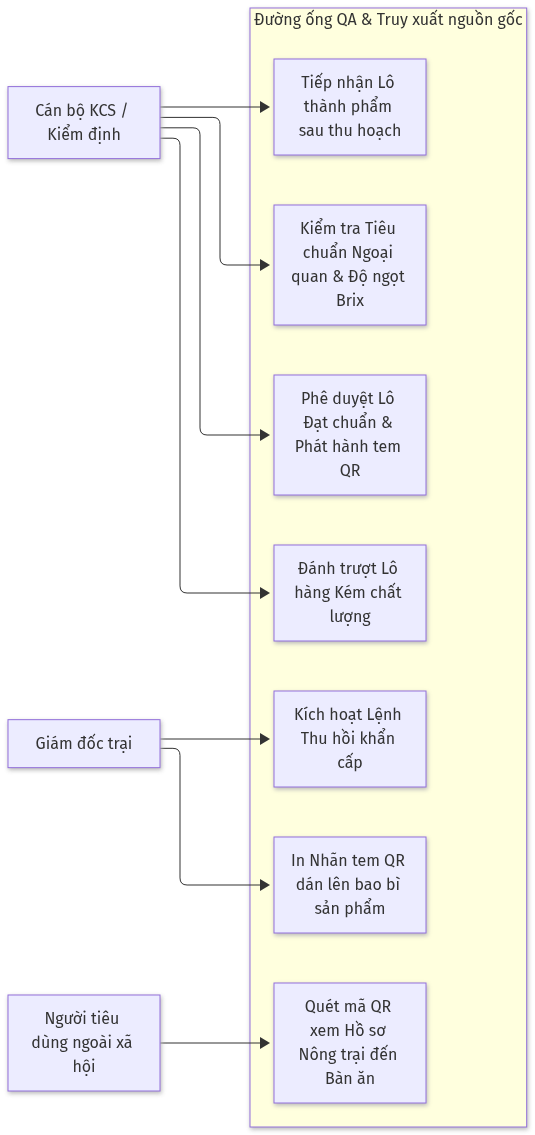 Đường ống QA & Truy xuất nguồn gốc
Cán bộ KCS /
Kiểm định
Tiếp nhận Lô
thành phẩm
sau thu hoạch
Kiểm tra Tiêu
chuẩn Ngoại
quan & Độ ngọt
Brix
Phê duyệt Lô
Đạt chuẩn &
Phát hành tem
QR
Đánh trượt Lô
hàng Kém chất
lượng
Giám đốc trại
Kích hoạt Lệnh
Thu hồi khẩn
cấp
In Nhãn tem QR
dán lên bao bì
sản phẩm
Người tiêu
dùng ngoài xã
hội
Quét mã QR
xem Hồ sơ
Nông trại đến
Bàn ăn